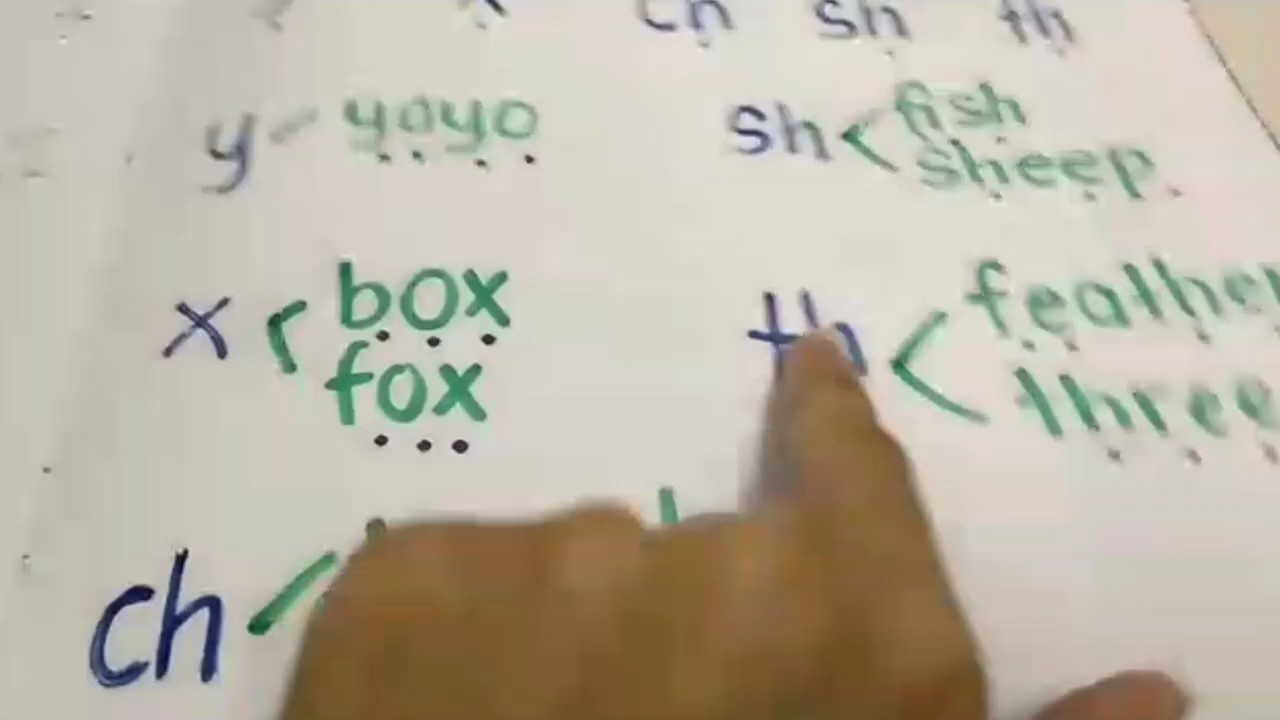 ch sh th
y yoyo
sh fish
sheep
x box
fox
th feather
three
ch